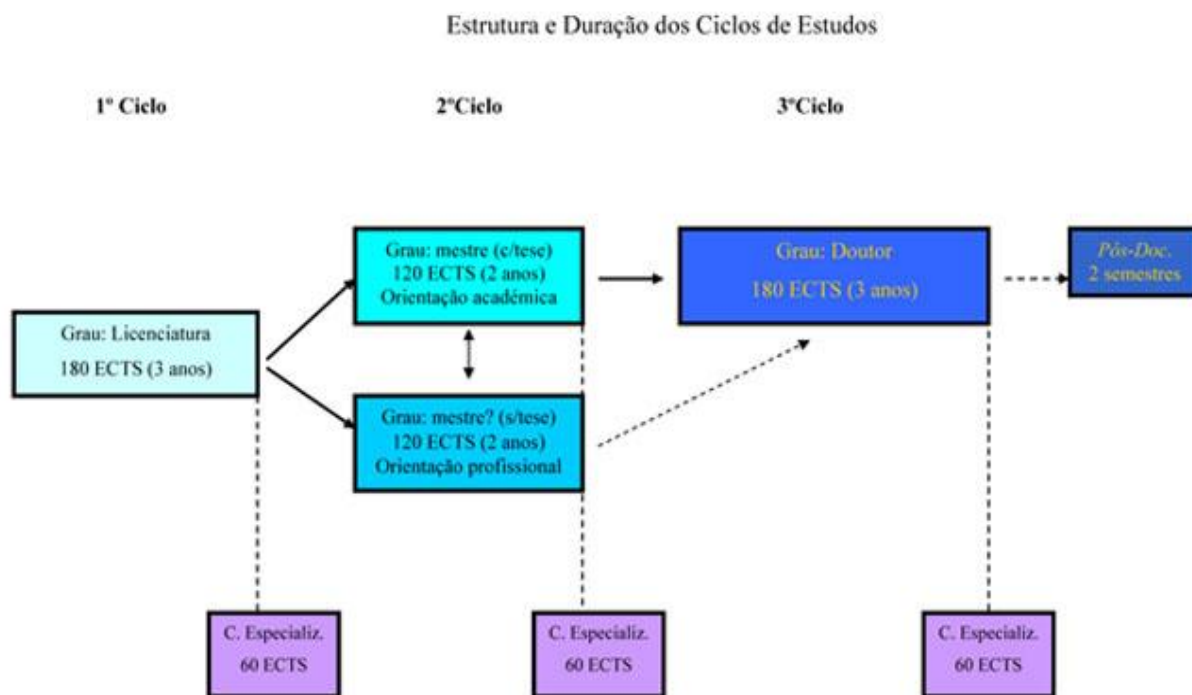 Estrutura e Duração dos Ciclos de Estudos
1º Ciclo
2ºCiclo
3ºCiclo
Grau: Licenciatura
180 ECTS (3 anos)
Grau: mestre (c/tese)
120 ECTS (2 anos)
Orientação académica
Grau: mestre? (s/tese)
120 ECTS (2 anos)
Orientação profissional
Grau: Doutor
180 ECTS (3 anos)
Pós-Doc.
2 semestres
C. Especializ.
60 ECTS
C. Especializ.
60 ECTS
C. Especializ.
60 ECTS